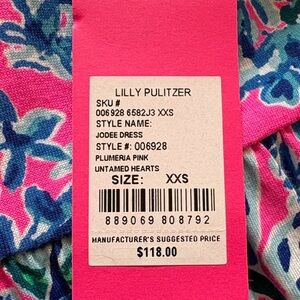 LILLY PULITZER
SKU #
006928 6582J3 XXS
STYLE NAME:
JODEE DRESS
STYLE #: 006928
PLUMERIA PINK
UNTAMED HEARTS
SIZE: XXS
889069 808792
MANUFACTURER'S SUGGESTED PRICE
$118.00